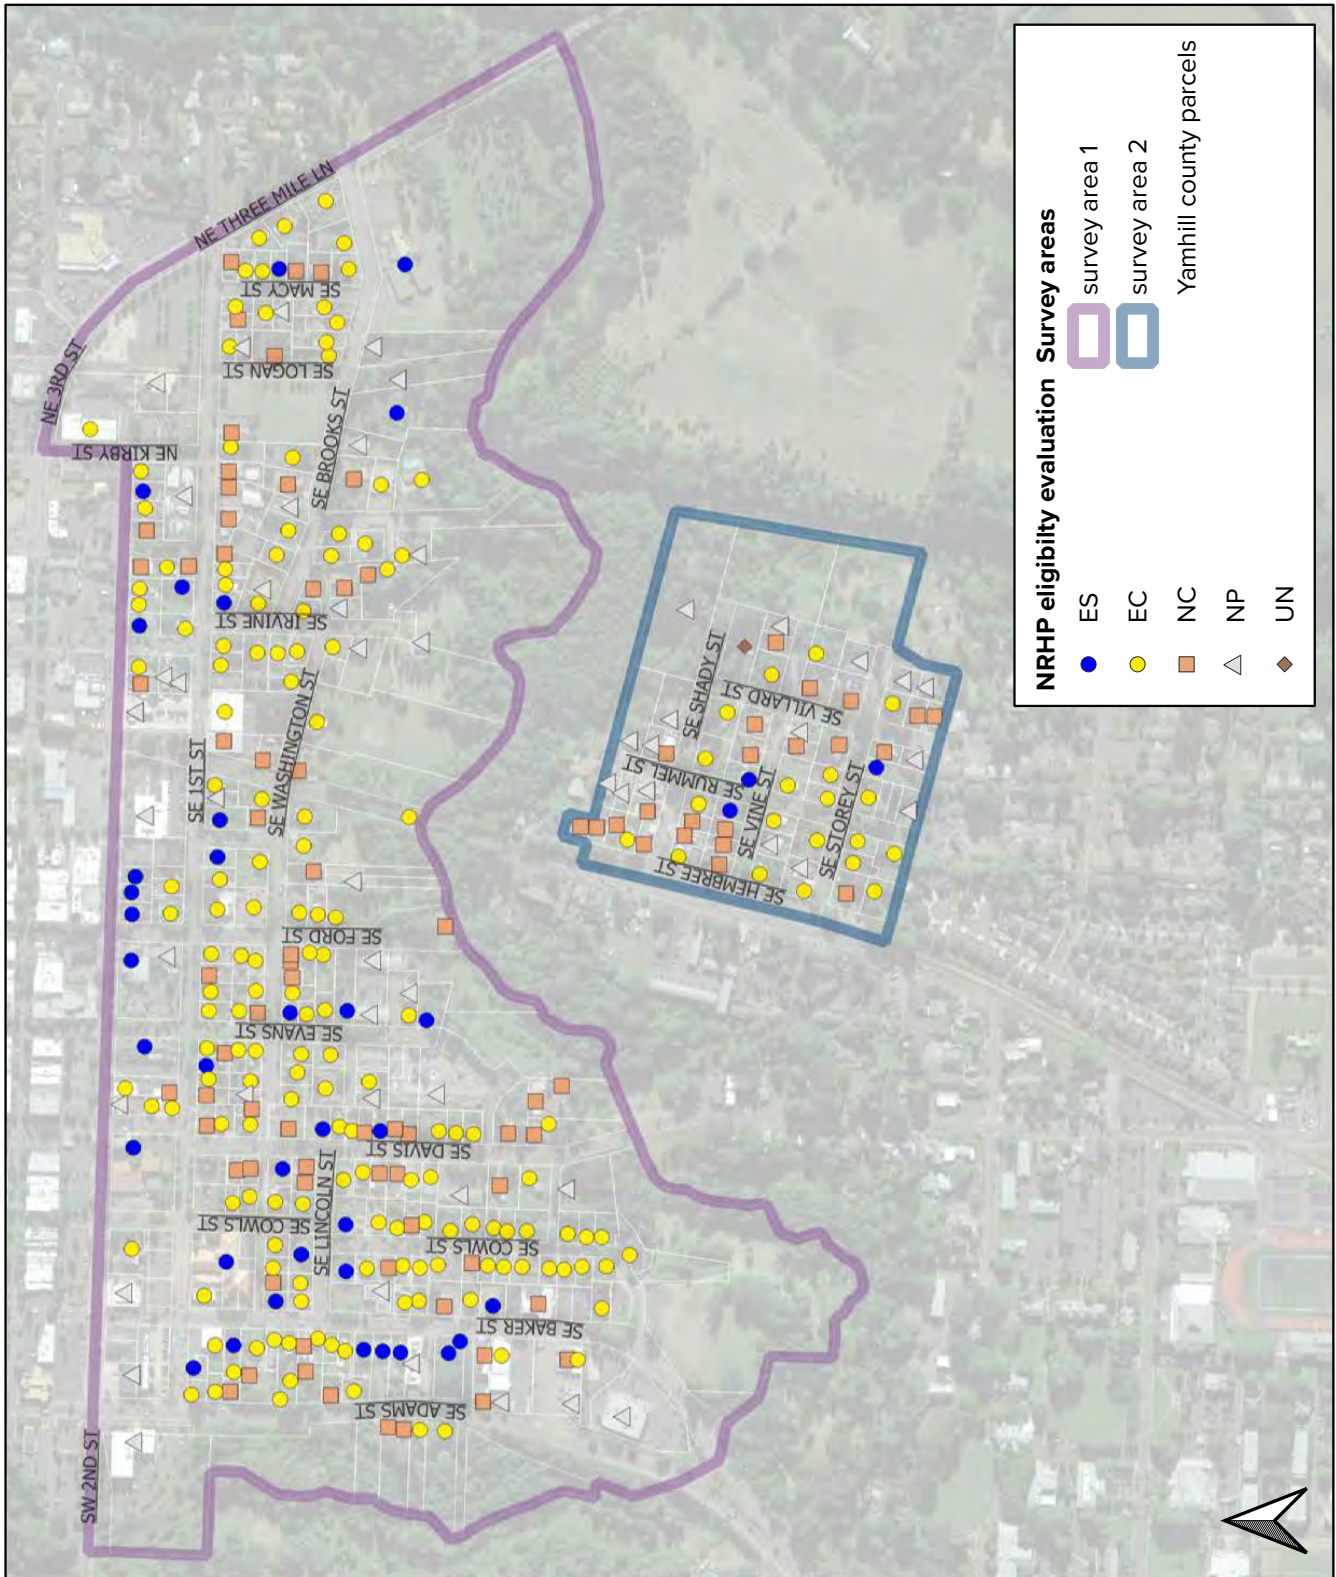 SW 2ND ST
NE 3RD ST
NE THREE MILE LN
NE KIRBY ST
SE 1ST ST
SE MACY ST
SE LOGAN ST
SE BROOKS ST
SE IRVINE ST
SE WASHINGTON ST
SE FORD ST
SE EVANS ST
SE DAVIS ST
SE LINCOLN ST
SE COWLS ST
SE COWLS ST
SE BAKER ST
SE ADAMS ST
SE SHADY ST
SE VILLARD ST
SE RUMMEL ST
SE VINE ST
SE STOREY ST
SE HEMBREE ST
NRHP eligibilty evaluation
ES
EC
NC
NP
UN
Survey areas
survey area 1
survey area 2
Yamhill county parcels